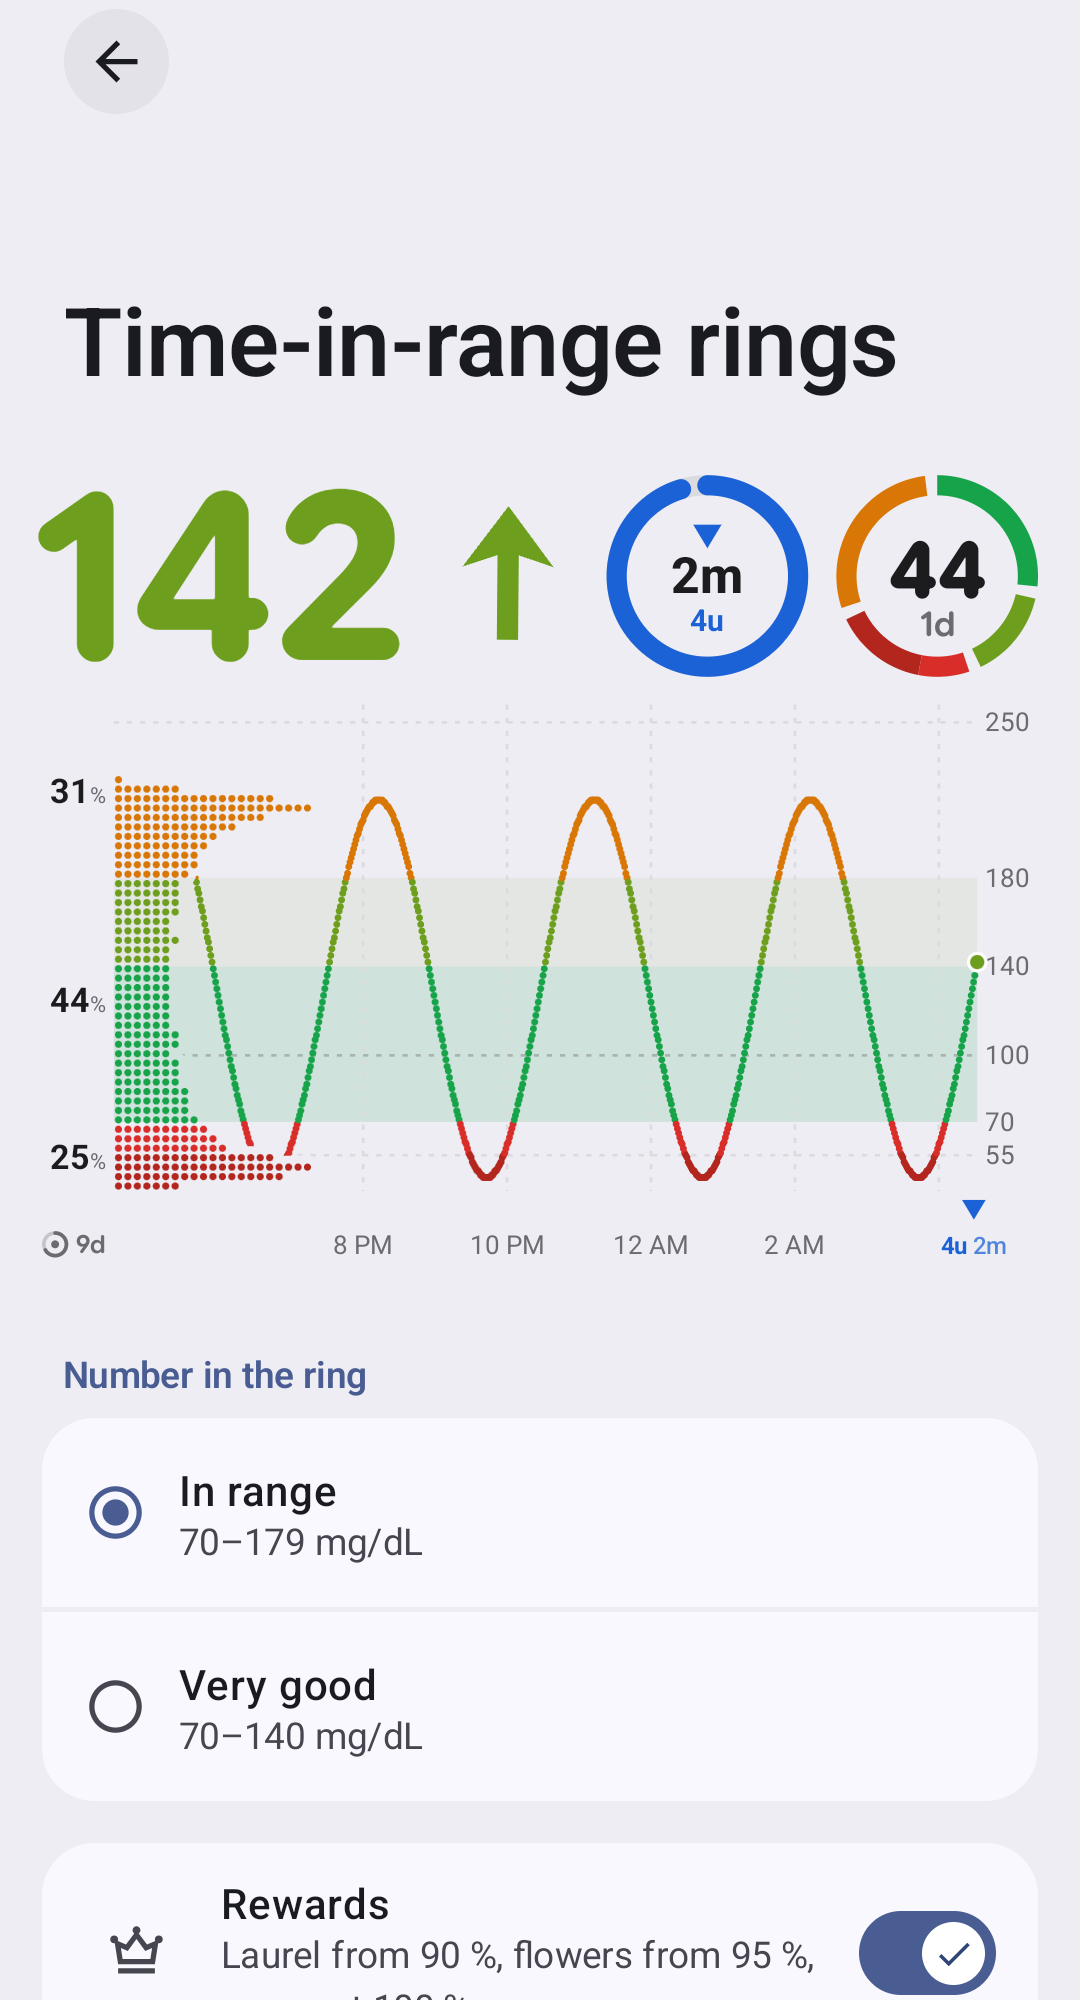 Time-in-range rings
142
2m
4u
44
1d
250
31%
180
140
44%
100
70
25%
55
9d
8 PM
10 PM
12 AM
2 AM
4u 2m
Number in the ring
In range
70–179 mg/dL
Very good
70–140 mg/dL
Rewards
Laurel from 90 %, flowers from 95 %,